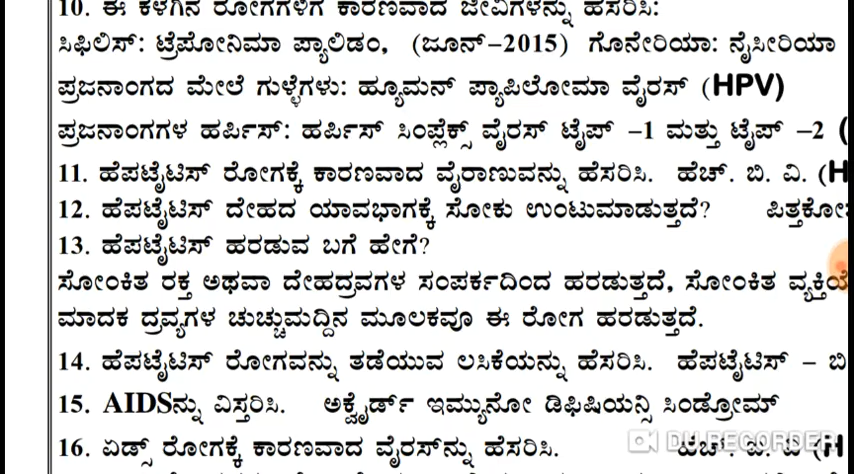 10. ಈ ಕೆಳಗಿನ ರೋಗಗಳಿಗೆ ಕಾರಣವಾದ ಜೀವಿಗಳನ್ನು ಹೆಸರಿಸಿ:
ಸಿಫಿಲಿಸ್: ಟ್ರೆಪೋನಿಮಾ ಪ್ಯಾಲಿಡಂ, (ಜೂನ್-2015) ಗೊನೇರಿಯಾ: ನೈಸೀರಿಯಾ
ಪ್ರಜನಾಂಗದ ಮೇಲೆ ಗುಳ್ಳೆಗಳು: ಹ್ಯೂಮನ್ ಪ್ಯಾಪಿಲೋಮಾ ವೈರಸ್ (HPV)
ಪ್ರಜನಾಂಗಗಳ ಹರ್ಪಿಸ್: ಹರ್ಪಿಸ್ ಸಿಂಪ್ಲೆಕ್ಸ್ ವೈರಸ್ ಟೈಪ್ -1 ಮತ್ತು ಟೈಪ್ -2 (
11. ಹೆಪಟೈಟಿಸ್ ರೋಗಕ್ಕೆ ಕಾರಣವಾದ ವೈರಾಣುವನ್ನು ಹೆಸರಿಸಿ. ಹೆಚ್. ಬಿ. ವಿ. (H
12. ಹೆಪಟೈಟಿಸ್ ದೇಹದ ಯಾವಭಾಗಕ್ಕೆ ಸೋಕು ಉಂಟುಮಾಡುತ್ತದೆ?
13. ಹೆಪಟೈಟಿಸ್ ಹರಡುವ ಬಗೆ ಹೇಗೆ?
ಸೋಂಕಿತ ರಕ್ತ ಅಥವಾ ದೇಹದ್ರವಗಳ ಸಂಪರ್ಕದಿಂದ ಹರಡುತ್ತದೆ, ಸೋಂಕಿತ
ಮಾದಕ ದ್ರವ್ಯಗಳ ಚುಚ್ಚುಮದ್ದಿನ ಮೂಲಕವೂ ಈ ರೋಗ ಹರಡುತ್ತದೆ.
14. ಹೆಪಟೈಟಿಸ್ ರೋಗವನ್ನು ತಡೆಯುವ ಲಸಿಕೆಯನ್ನು ಹೆಸರಿಸಿ. ಹೆಪಟೈಟಿಸ್ – ಬಿ
15. AIDSನ್ನು ವಿಸ್ತರಿಸಿ. ಅಕ್ವೈರ್ಡ್ ಇಮ್ಯುನೋ ಡಿಫಿಷಿಯನ್ಸಿ ಸಿಂಡ್ರೋಮ್
16. ಏಡ್ಸ್ ರೋಗಕ್ಕೆ ಕಾರಣವಾದ ವೈರಸ್‌ನ್ನು ಹೆಸರಿಸಿ. DU RECORDER